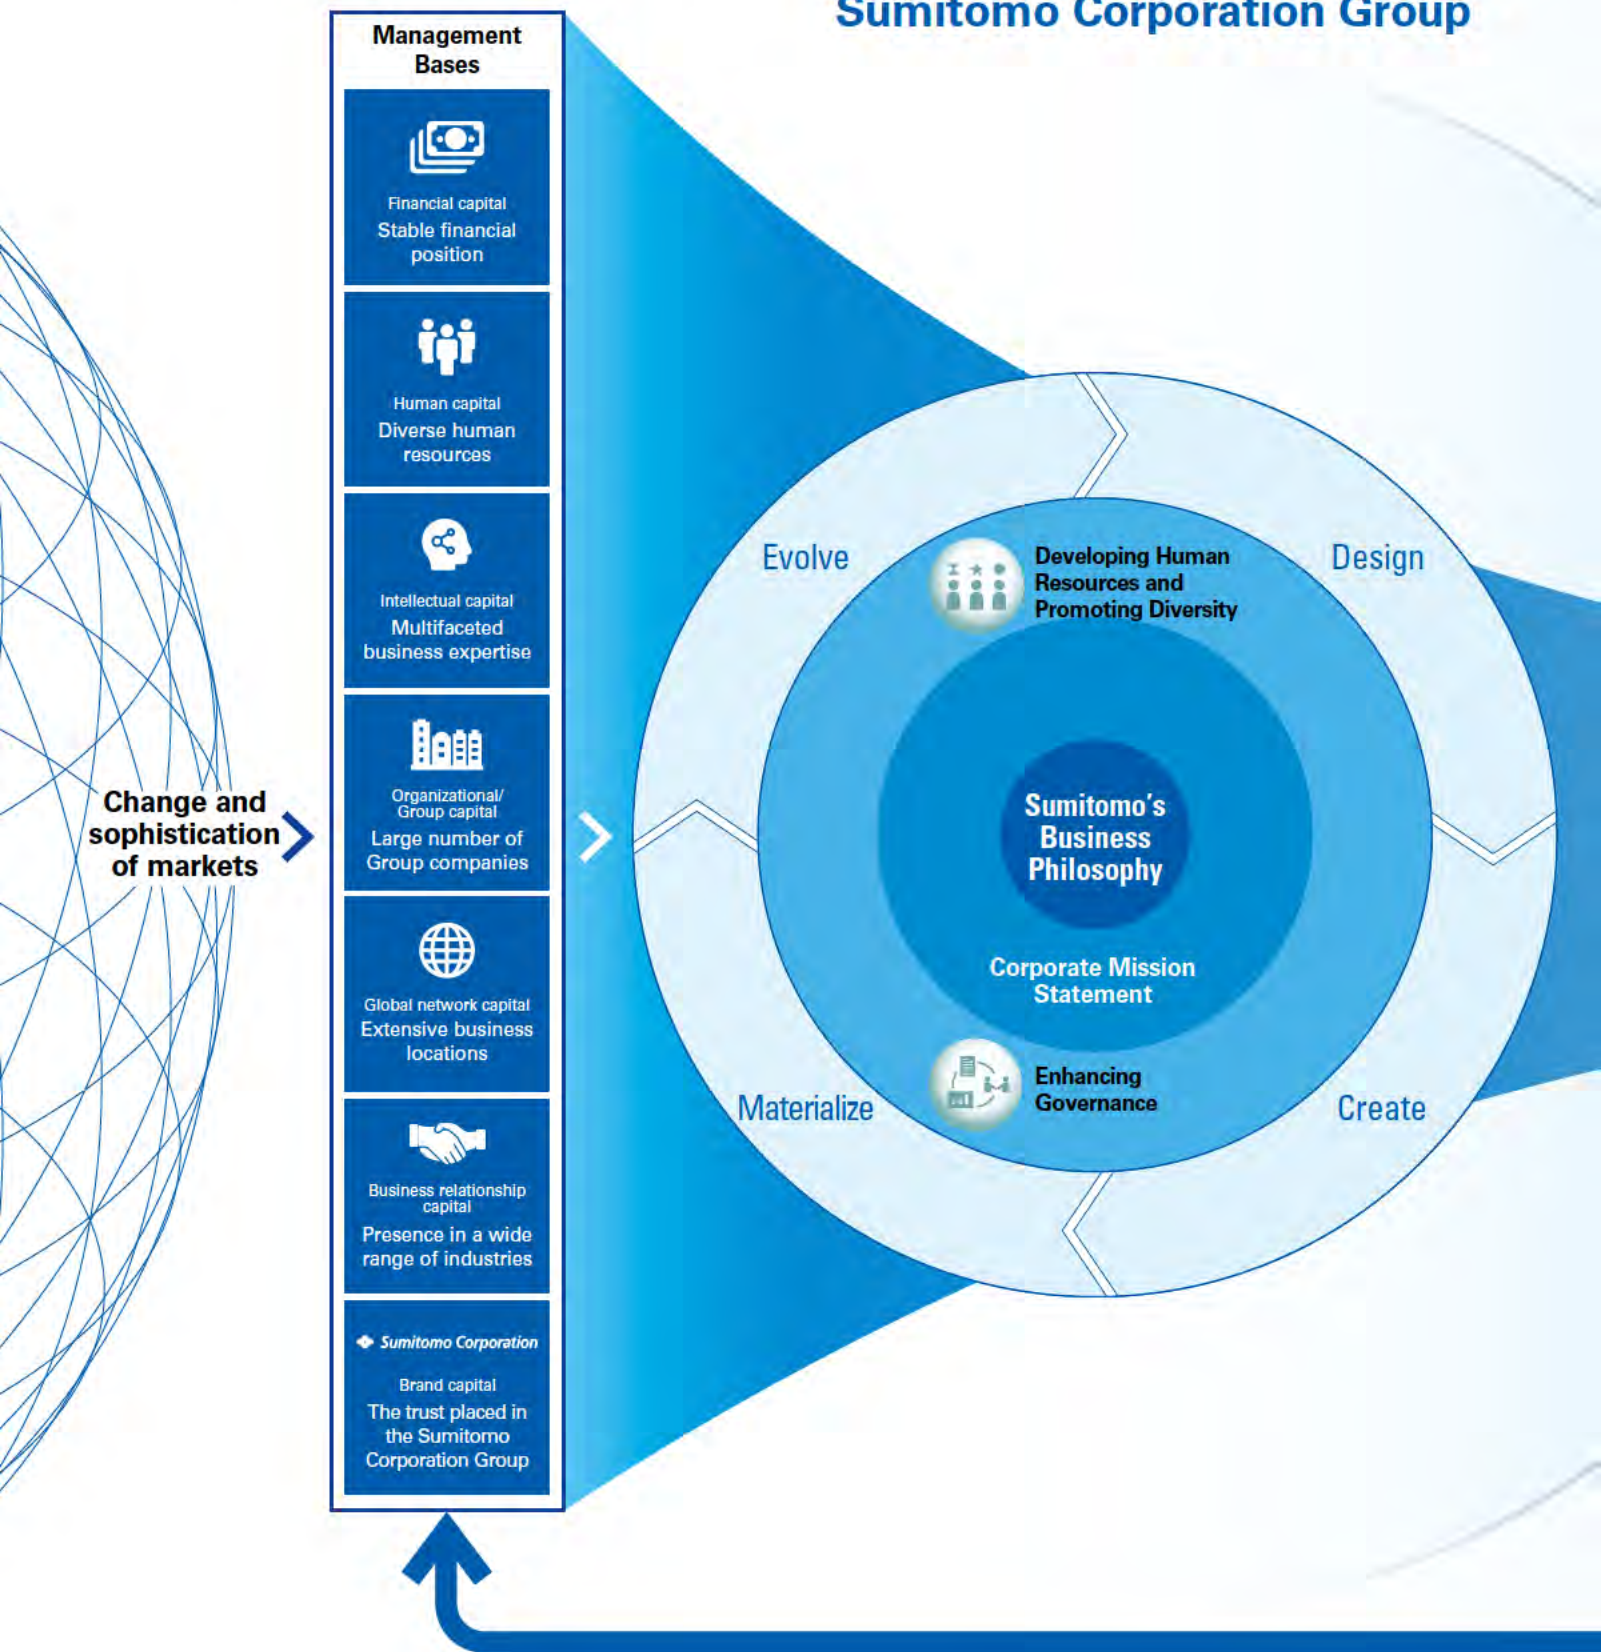 Sumitomo Corporation Group
Management
Bases
Financial capital
Stable financial
position
Human capital
Diverse human
resources
Intellectual capital
Multifaceted
business expertise
Organizational/
Group capital
Large number of
Group companies
Global network capital
Extensive business
locations
Business relationship
capital
Presence in a wide
range of industries
Sumitomo Corporation
Brand capital
The trust placed in
the Sumitomo
Corporation Group
Change and
sophistication
of markets
Evolve
Design
Developing Human
Resources and
Promoting Diversity
Sumitomo's
Business
Philosophy
Corporate Mission
Statement
Enhancing
Governance
Materialize
Create